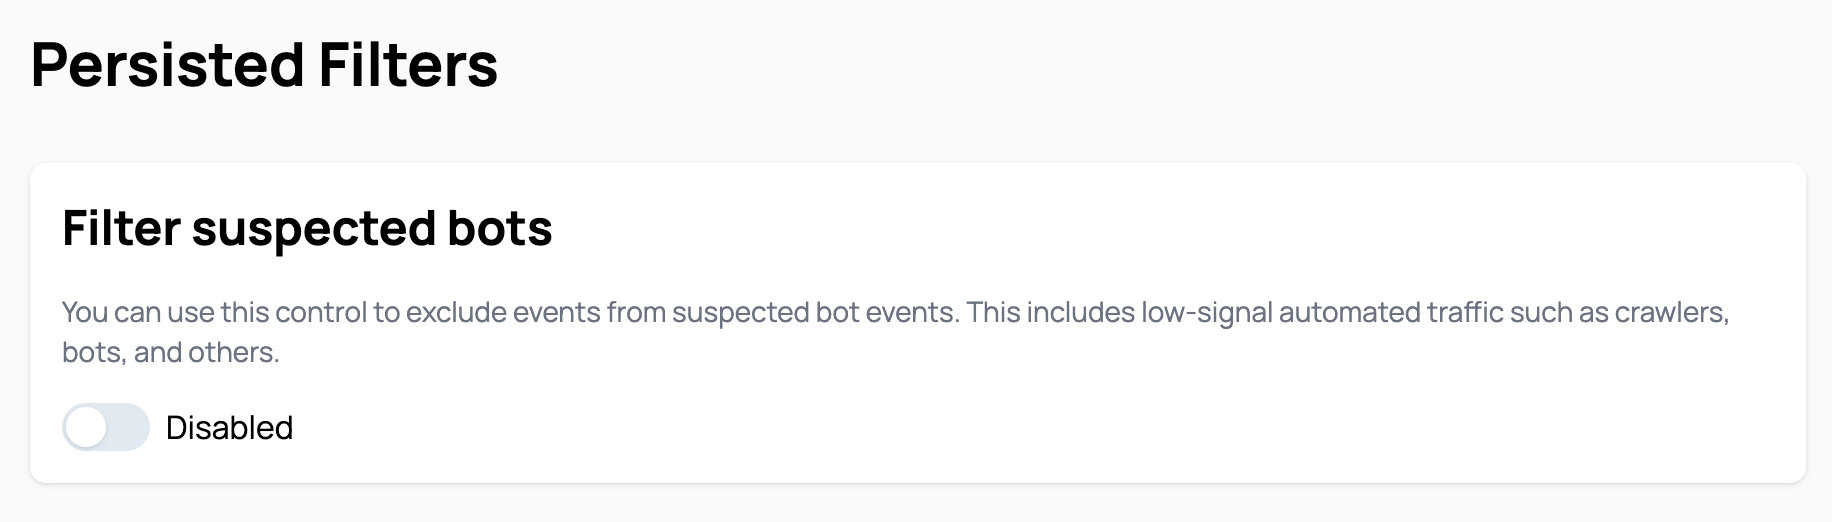 Persisted Filters
Filter suspected bots
You can use this control to exclude events from suspected bot events. This includes low-signal automated traffic such as crawlers,
bots, and others.
Disabled